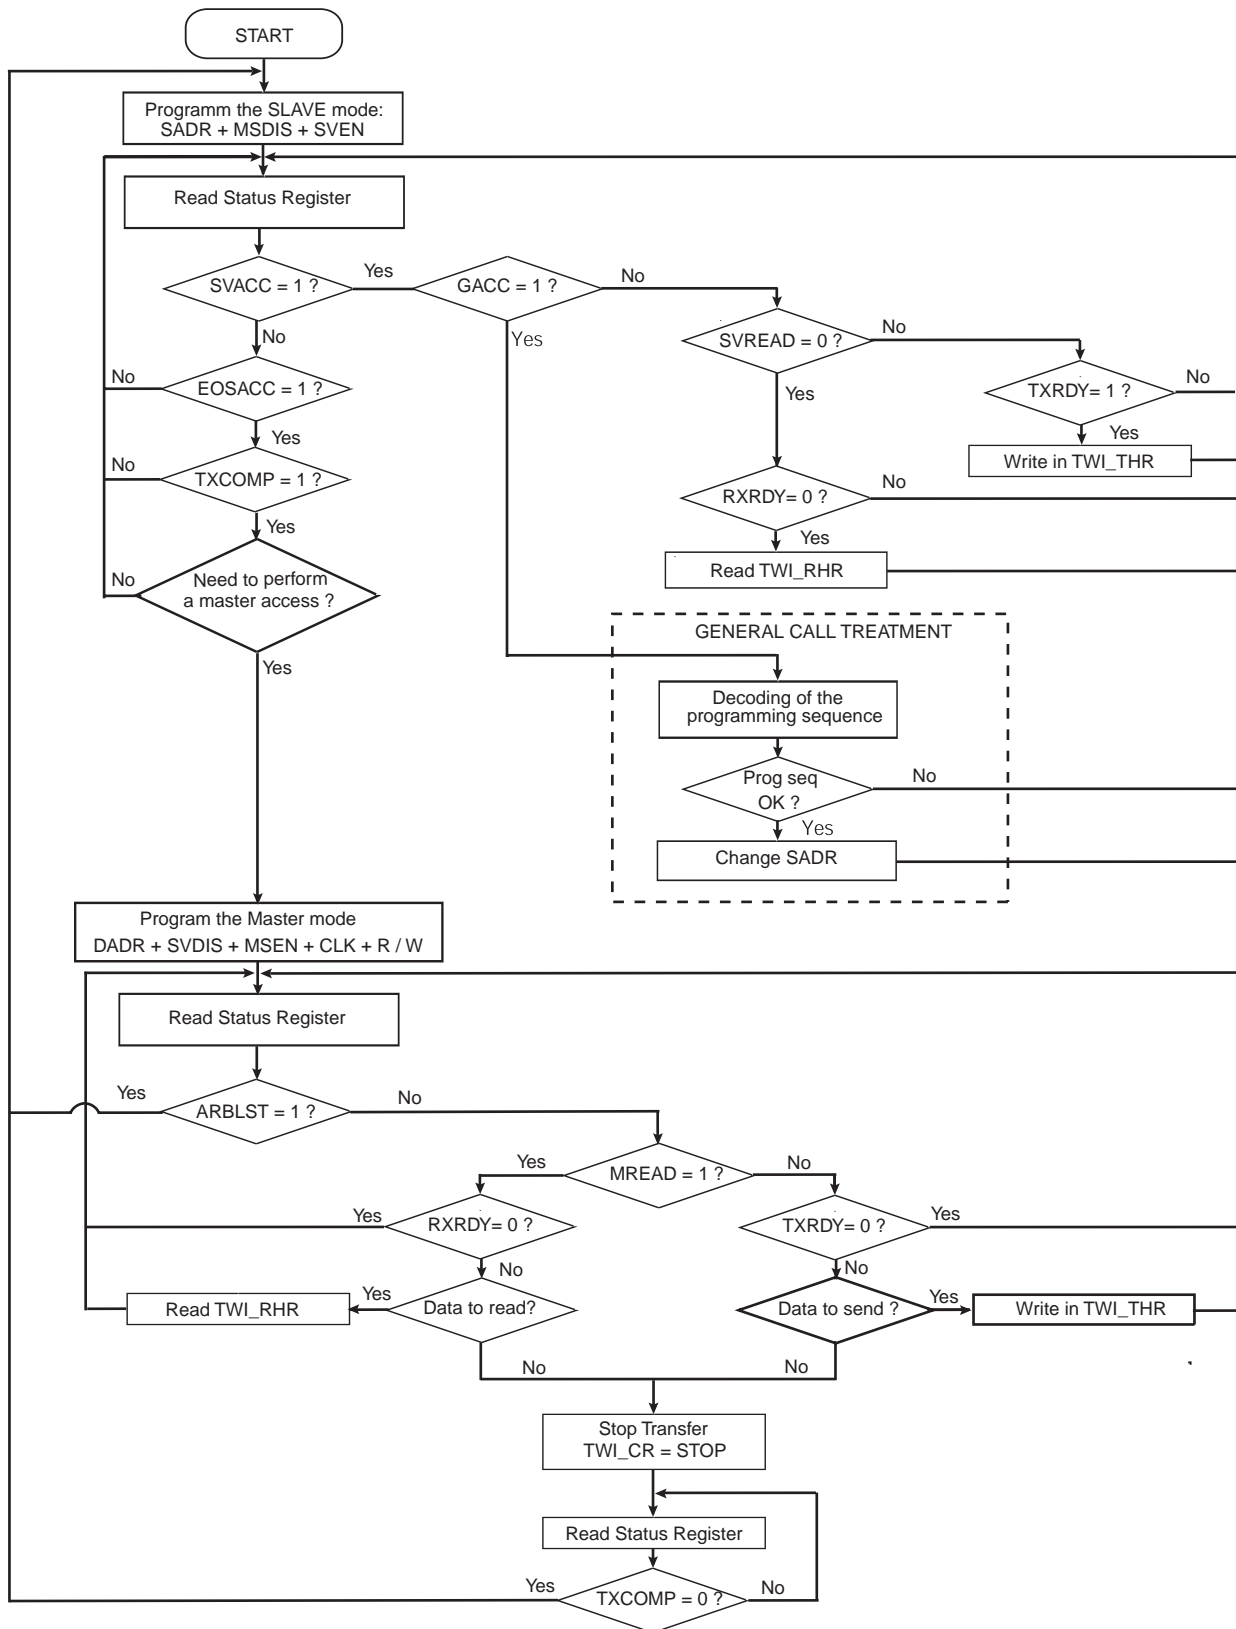 START
Programm the SLAVE mode:
SADR + MSDIS + SVEN
Read Status Register
SVACC = 1 ?
Yes
GACC = 1 ?
No
SVREAD = 0 ?
No
No
Yes
EOSACC = 1 ?
No
Yes
TXRDY= 1 ?
No
Yes
Yes
Write in TWI_THR
TXCOMP = 1 ?
No
RXRDY= 0 ?
No
Yes
Yes
Read TWI_RHR
Need to perform
a master access ?
No
Yes
GENERAL CALL TREATMENT
Decoding of the
programming sequence
Prog seq
OK ?
No
Yes
Change SADR
Program the Master mode
DADR + SVDIS + MSEN + CLK + R / W
Read Status Register
Yes
ARBLST = 1 ?
No
Yes
MREAD = 1 ?
No
Yes
RXRDY= 0 ?
TXRDY= 0 ?
Yes
No
No
Read TWI_RHR
Yes
Data to read?
Data to send ?
Yes
Write in TWI_THR
No
No
Stop Transfer
TWI_CR = STOP
Read Status Register
Yes
TXCOMP = 0 ?
No